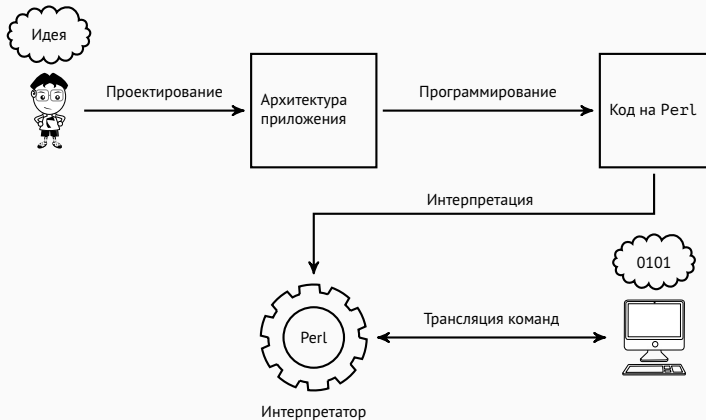 Идея
Проектирование
Архитектура
приложения
Программирование
Код на Perl
Интерпретация
0101
Perl
Трансляция команд
Интерпретатор